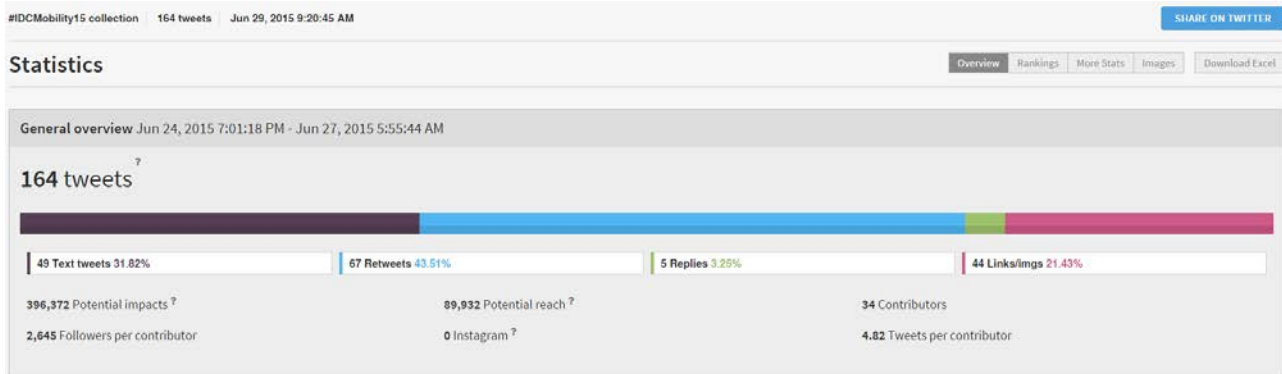 #IDCMobility15 collection 164 tweets Jun 29, 2015 9:20:45 AM SHARE ON TWITTER
Statistics Overview Rankings More Stats Images Download Excel
General overview Jun 24, 2015 7:01:18 PM - Jun 27, 2015 5:55:44 AM
164 tweets ?
49 Text tweets 31.82% 67 Retweets 43.51% 5 Replies 3.25% 44 Links/imgs 21.43%
396,372 Potential impacts ? 89,932 Potential reach ? 34 Contributors
2,645 Followers per contributor 0 Instagram ? 4.82 Tweets per contributor